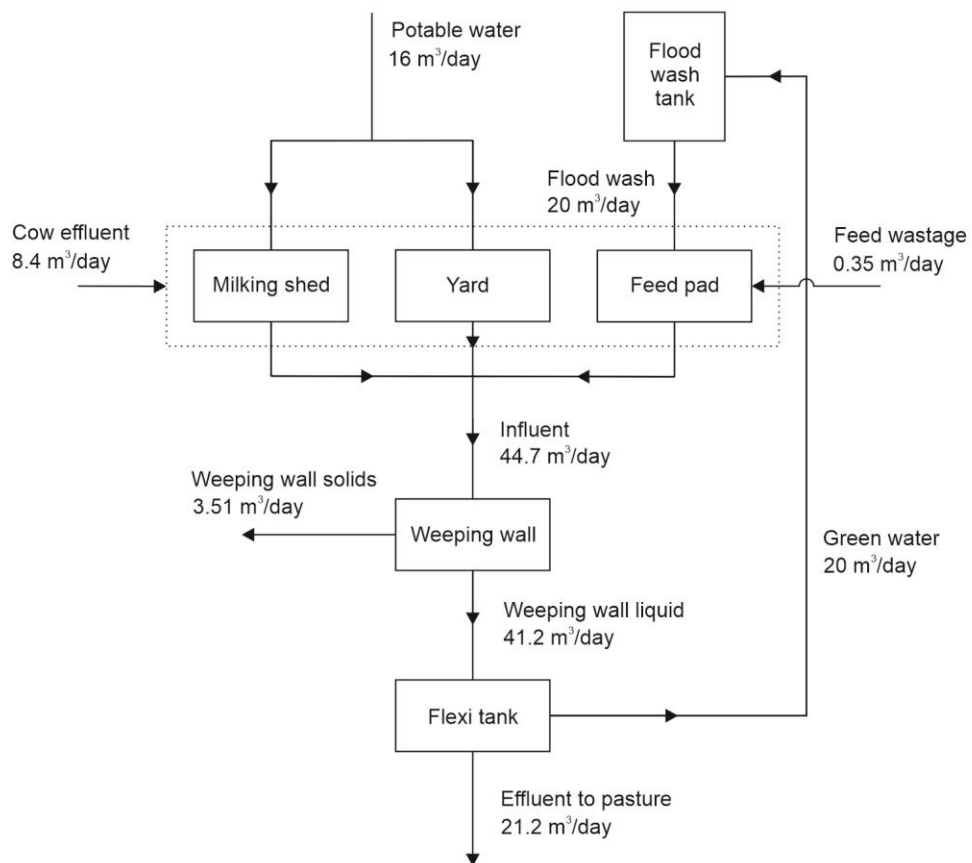 Potable water
16 m³/day
Flood
wash
tank
Flood wash
20 m³/day
Cow effluent
8.4 m³/day
Feed wastage
0.35 m³/day
Milking shed
Yard
Feed pad
Influent
44.7 m³/day
Weeping wall solids
3.51 m³/day
Weeping wall
Green water
20 m³/day
Weeping wall liquid
41.2 m³/day
Flexi tank
Effluent to pasture
21.2 m³/day